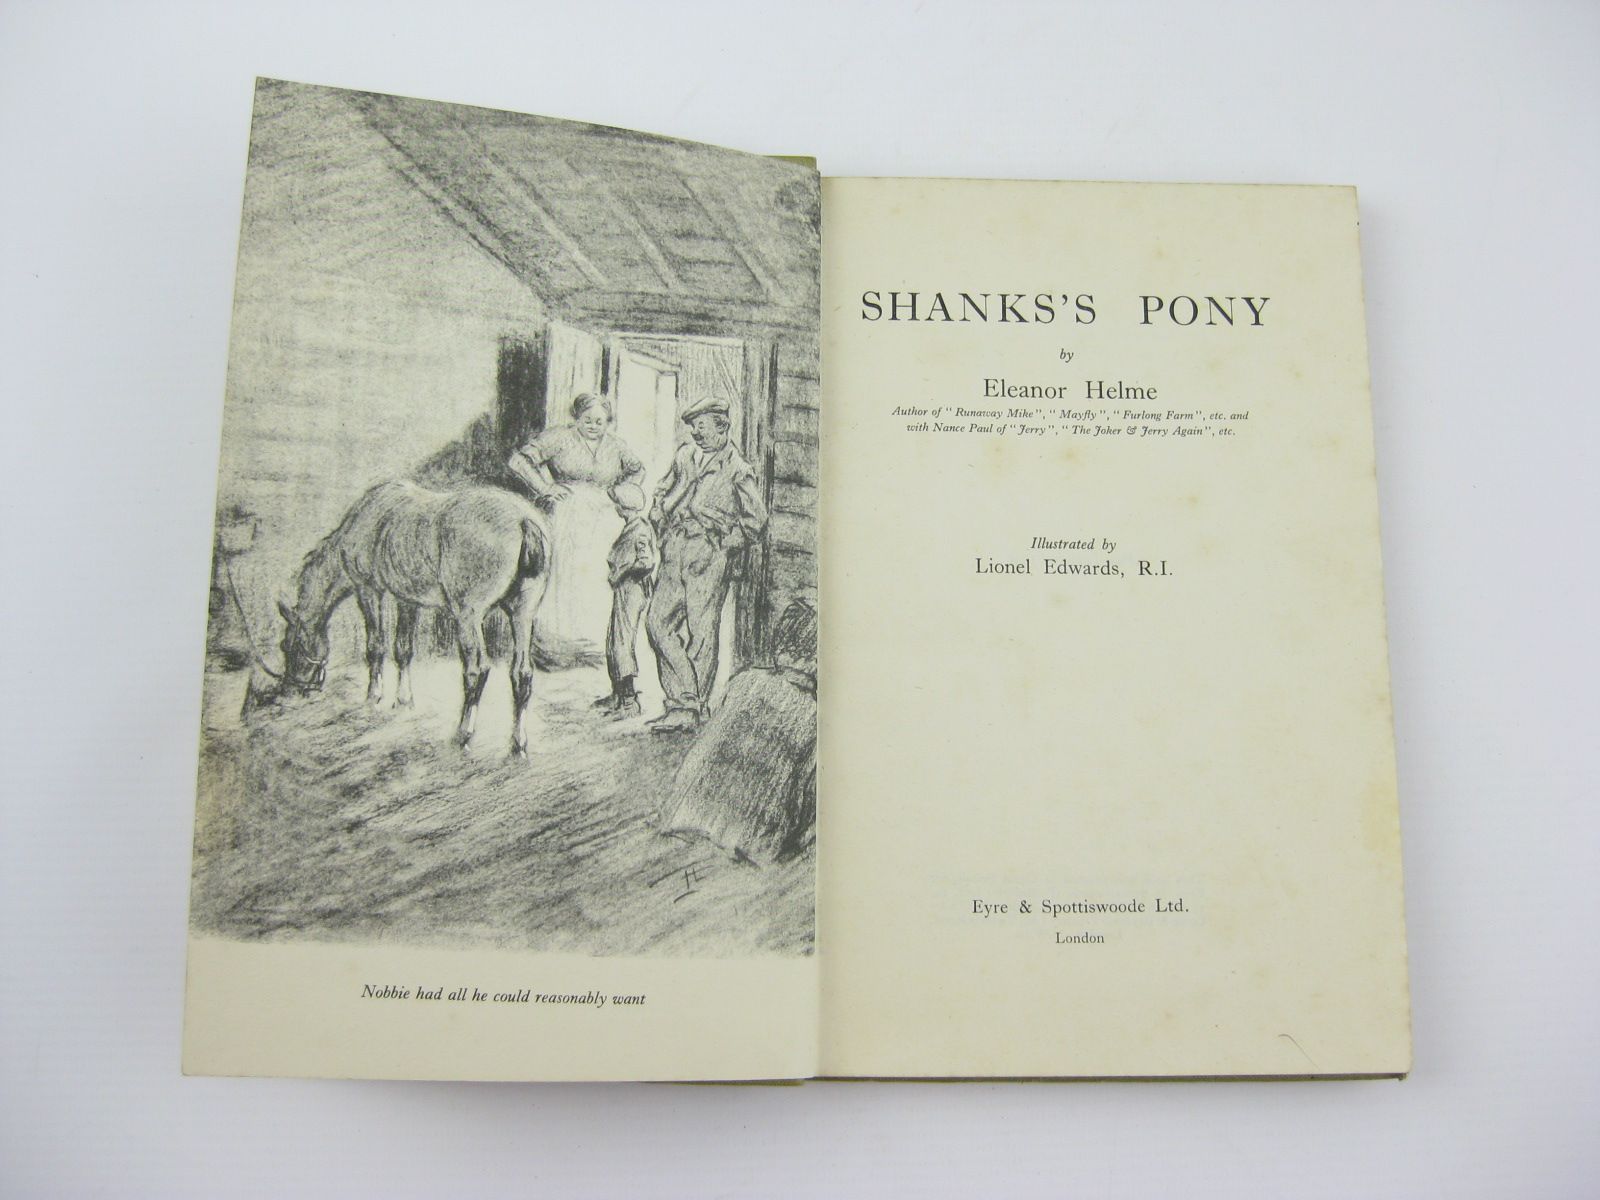 Nobbie had all he could reasonably want
SHANKS'S PONY
by
Eleanor Helme
Author of "Runaway Mike", "Mayfly", "Furlong Farm", etc. and
with Nance Paul of "Jerry", "The Joker & Jerry Again", etc.
Illustrated by
Lionel Edwards, R.I.
Eyre & Spottiswoode Ltd.
London